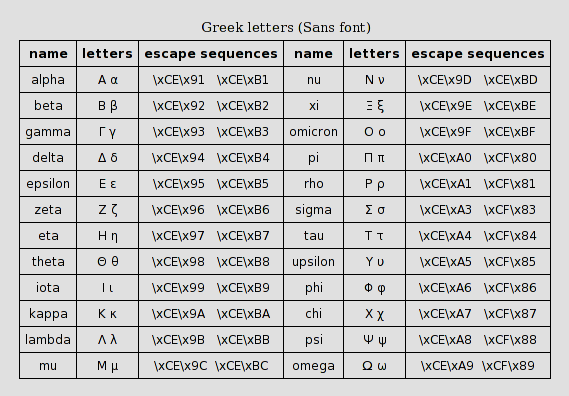 Greek letters (Sans font)
name letters escape sequences name letters escape sequences
alpha Α α \xCE\x91 \xCE\xB1 nu Ν ν \xCE\x9D \xCE\xBD
beta Β β \xCE\x92 \xCE\xB2 xi Ξ ξ \xCE\x9E \xCE\xBE
gamma Γ γ \xCE\x93 \xCE\xB3 omicron Ο ο \xCE\x9F \xCE\xBF
delta Δ δ \xCE\x94 \xCE\xB4 pi Π π \xCE\xA0 \xCF\x80
epsilon Ε ε \xCE\x95 \xCE\xB5 rho Ρ ρ \xCE\xA1 \xCF\x81
zeta Ζ ζ \xCE\x96 \xCE\xB6 sigma Σ σ \xCE\xA3 \xCF\x83
eta Η η \xCE\x97 \xCE\xB7 tau Τ τ \xCE\xA4 \xCF\x84
theta Θ θ \xCE\x98 \xCE\xB8 upsilon Υ υ \xCE\xA5 \xCF\x85
iota Ι ι \xCE\x99 \xCE\xB9 phi Φ φ \xCE\xA6 \xCF\x86
kappa Κ κ \xCE\x9A \xCE\xBA chi Χ χ \xCE\xA7 \xCF\x87
lambda Λ λ \xCE\x9B \xCE\xBB psi Ψ ψ \xCE\xA8 \xCF\x88
mu Μ μ \xCE\x9C \xCE\xBC omega Ω ω \xCE\xA9 \xCF\x89